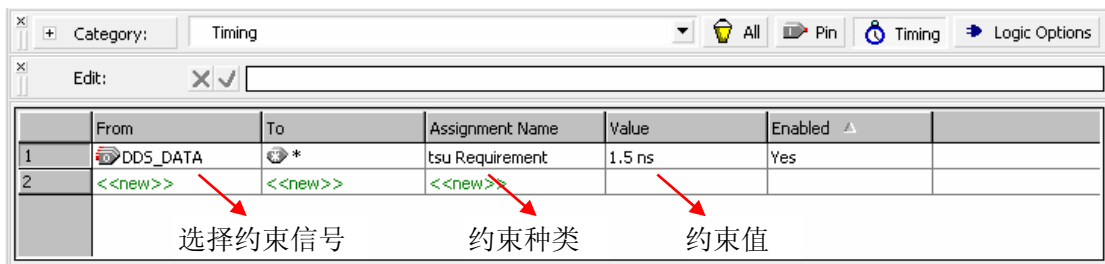 Category: Timing All Pin Timing Logic Options
Edit:
From To Assignment Name Value Enabled
1 DDS_DATA * tsu Requirement 1.5 ns Yes
2 <<new>> <<new>> <<new>>
选择约束信号 约束种类 约束值